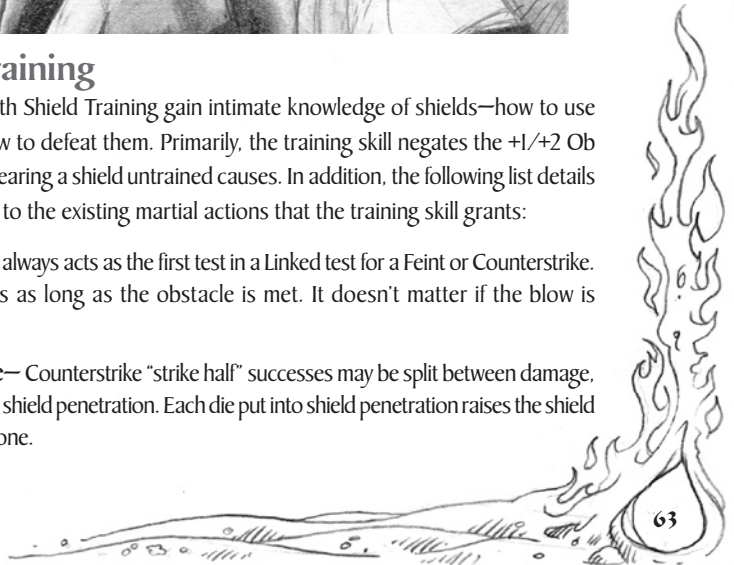 raining
th Shield Training gain intimate knowledge of shields—how to use
w to defeat them. Primarily, the training skill negates the +1/+2 Ob
earing a shield untrained causes. In addition, the following list details
to the existing martial actions that the training skill grants:
always acts as the first test in a Linked test for a Feint or Counterstrike.
s as long as the obstacle is met. It doesn't matter if the blow is
e— Counterstrike “strike half” successes may be split between damage,
shield penetration. Each die put into shield penetration raises the shield
one.
63